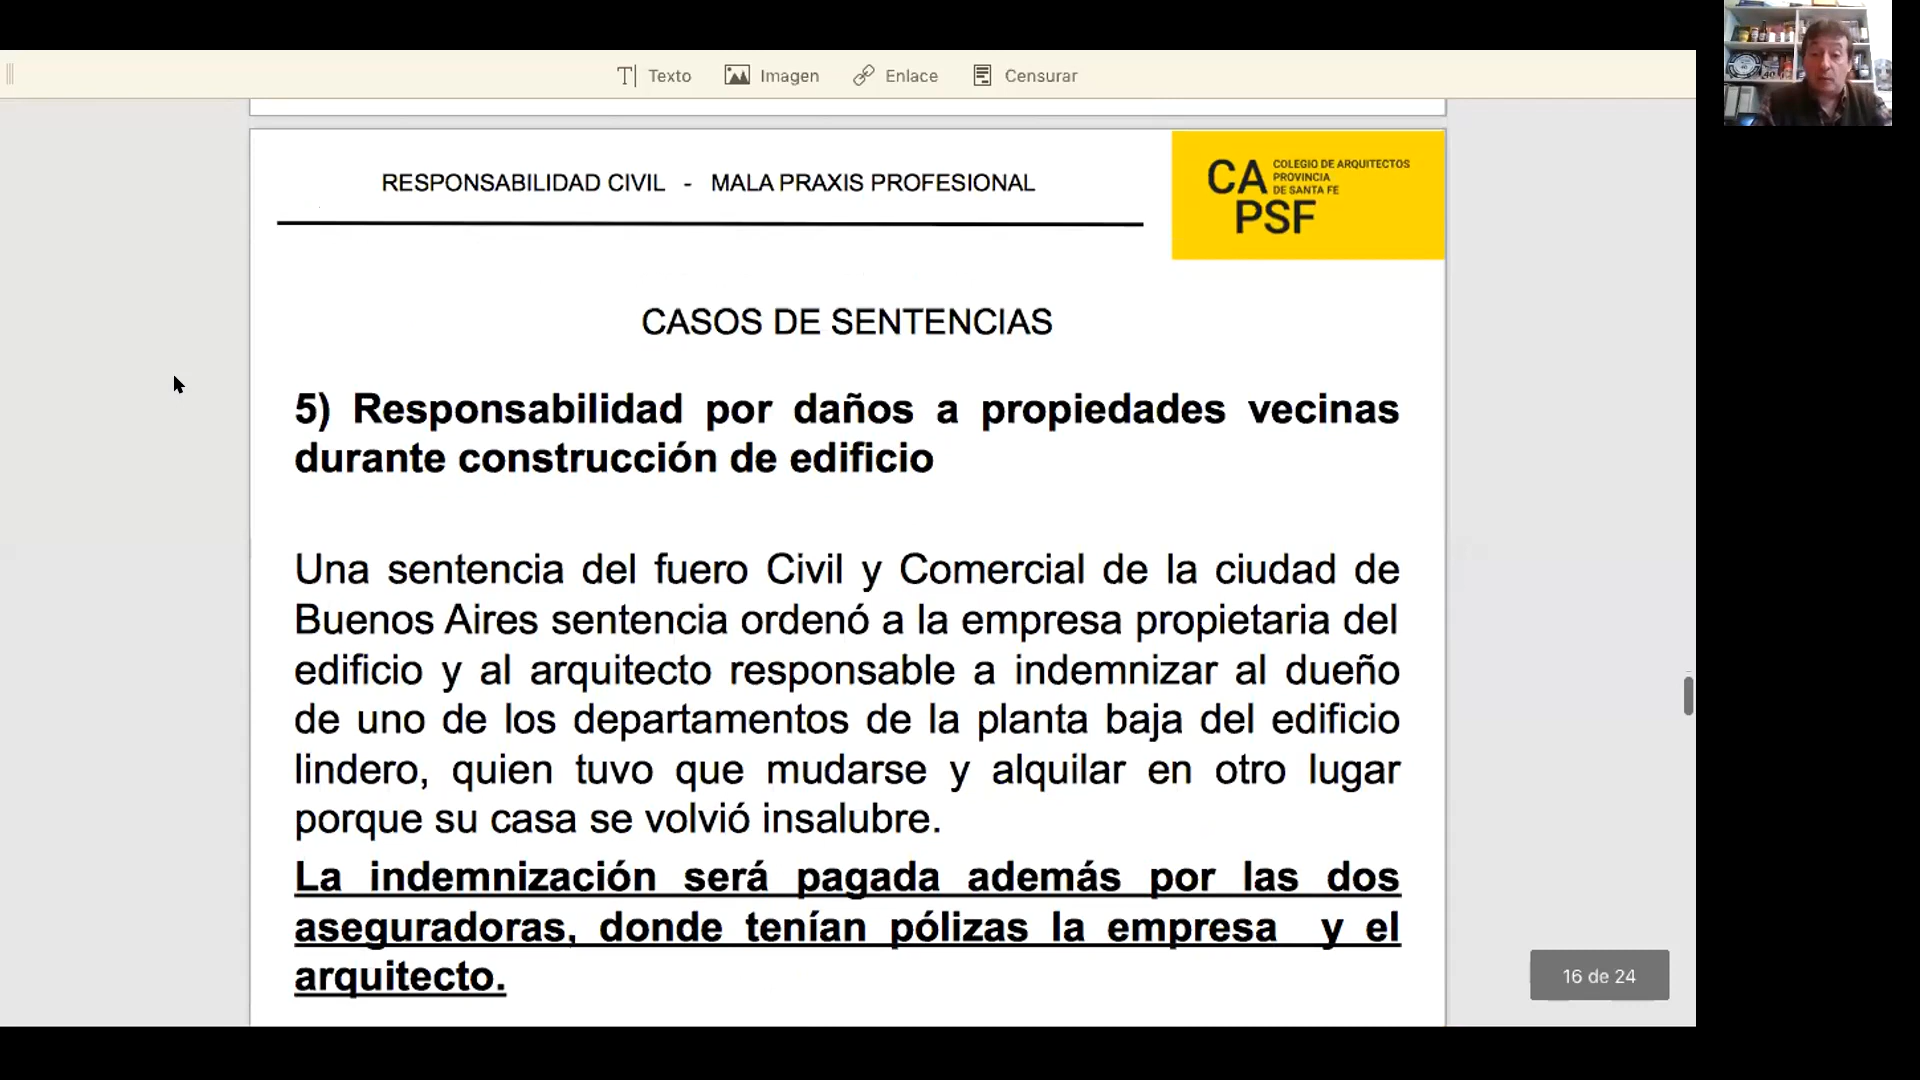 Texto Imagen Enlace Censurar
RESPONSABILIDAD CIVIL - MALA PRAXIS PROFESIONAL
CA PSF
COLEGIO DE ARQUITECTOS
PROVINCIA
DE SANTA FE
CASOS DE SENTENCIAS
5) Responsabilidad por daños a propiedades vecinas
durante construcción de edificio
Una sentencia del fuero Civil y Comercial de la ciudad de
Buenos Aires sentencia ordenó a la empresa propietaria del
edificio y al arquitecto responsable a indemnizar al dueño
de uno de los departamentos de la planta baja del edificio
lindero, quien tuvo que mudarse y alquilar en otro lugar
porque su casa se volvió insalubre.
La indemnización será pagada además por las dos
aseguradoras, donde tenían pólizas la empresa y el
arquitecto.
16 de 24